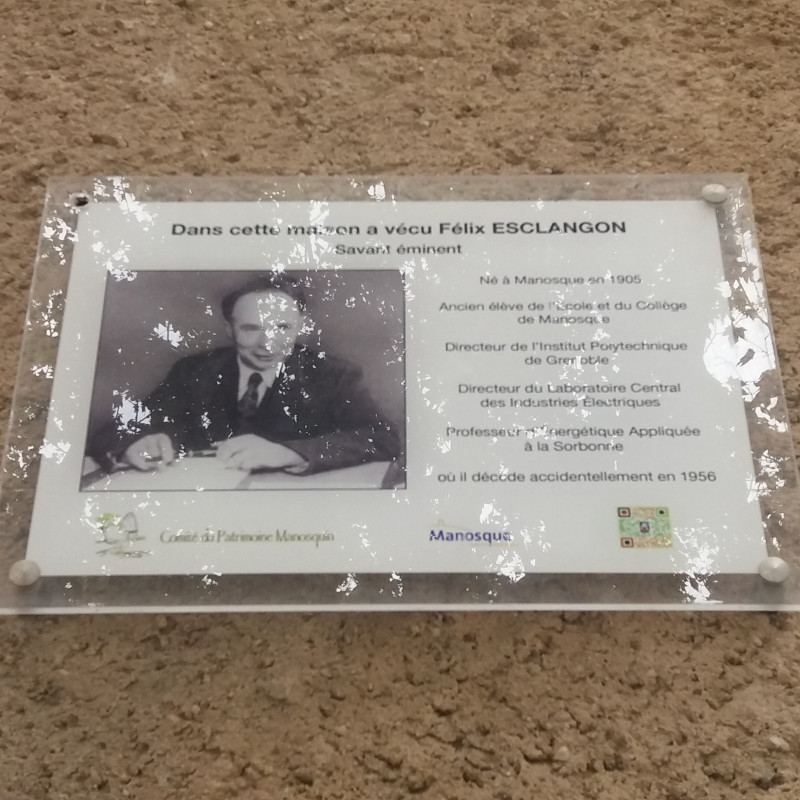 Dans cette maison a vécu Félix ESCLANGON
Savant éminent
Né à Manosque en 1905
Ancien élève de l'École et du Collège
de Manosque
Directeur de l'Institut Polytechnique
de Grenoble
Directeur du Laboratoire Central
des Industries Électriques
Professeur d'Énergétique Appliquée
à la Sorbonne
où il décède accidentellement en 1956
Comité du Patrimoine Manosquin
Manosque